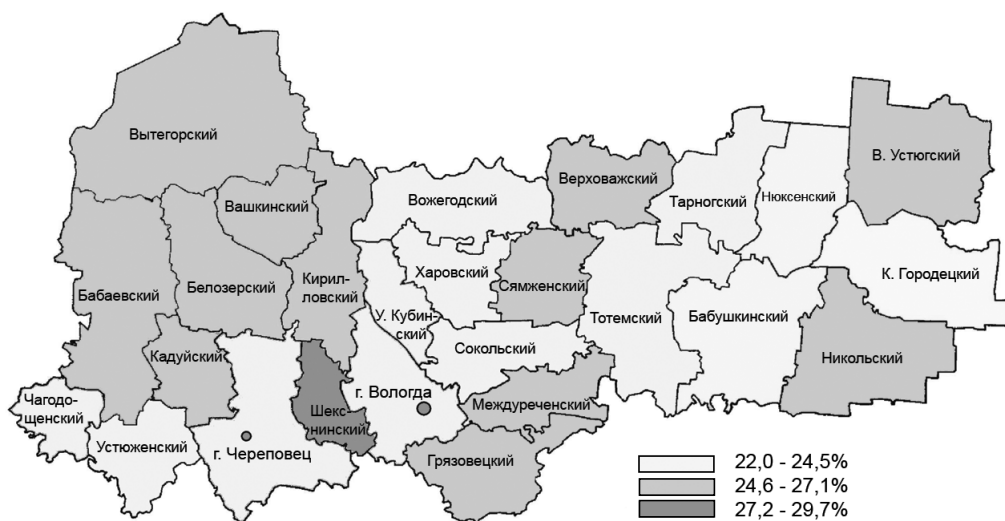 Вытегорский
В. Устюгский
Верховажский
Вашкинский
Вожегодский
Тарногский
Нюксенский
Харовский
К. Городецкий
Бабаевский
Белозерский
Кирил-
ловский
Сямженский
У. Кубин-
ский
Тотемский
Бабушкинский
Кадуйский
Сокольский
Никольский
Чагодо-
щенский
г. Вологда
Шекс-
нинский
Междуреченский
Устюженский
г. Череповец
Грязовецкий
22,0 - 24,5%
24,6 - 27,1%
27,2 - 29,7%